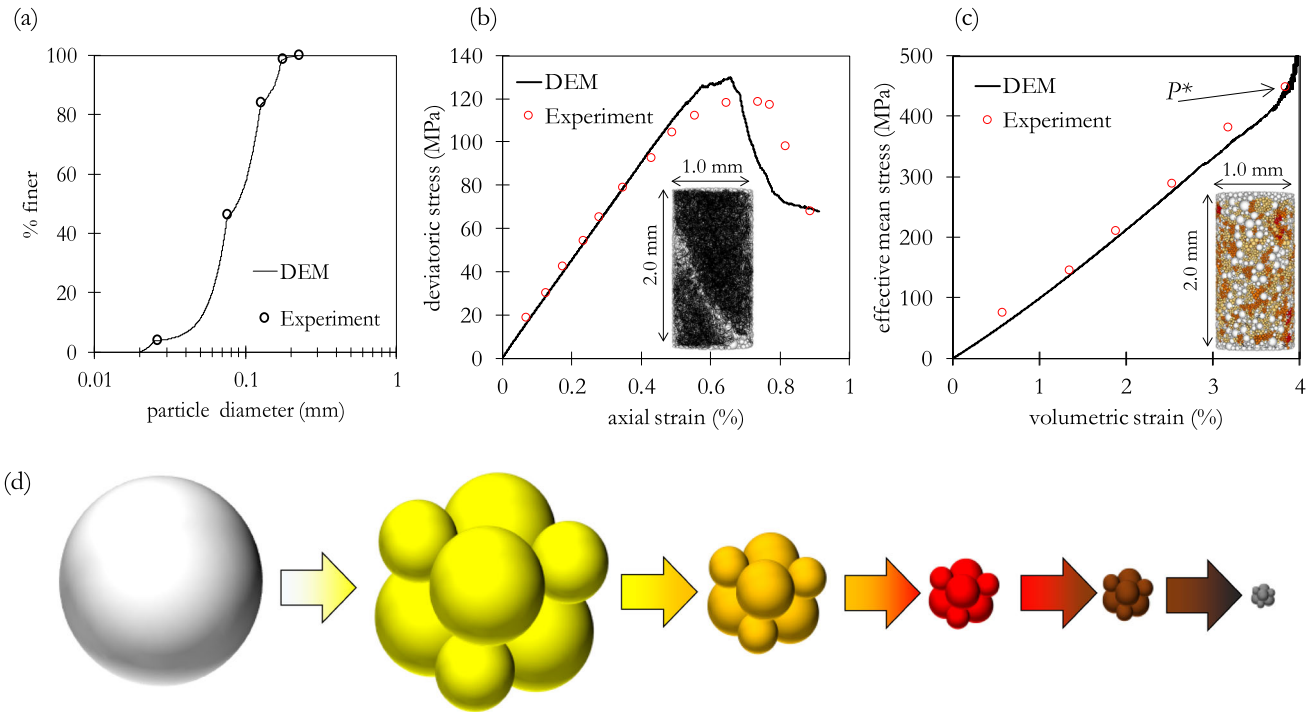 (a)
100
80
60
40
20
0
% finer
DEM
Experiment
0.01
0.1
1
particle diameter (mm)
(b)
140
120
100
80
60
40
20
0
deviatoric stress (MPa)
DEM
Experiment
1.0 mm
2.0 mm
0
0.2
0.4
0.6
0.8
1
axial strain (%)
(c)
500
400
300
200
100
0
effective mean stress (MPa)
DEM
Experiment
P*
1.0 mm
2.0 mm
0
1
2
3
4
volumetric strain (%)
(d)